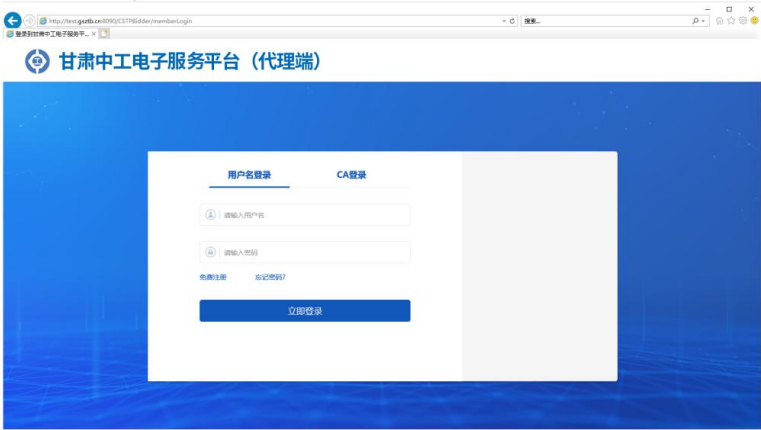 http://test.gsztb.cn:8090/CSTPBidder/memberLogin
搜索...
登录到甘肃中工电子服务平...
甘肃中工电子服务平台（代理端）
用户名登录
CA登录
请输入用户名
请输入密码
免费注册
忘记密码?
立即登录